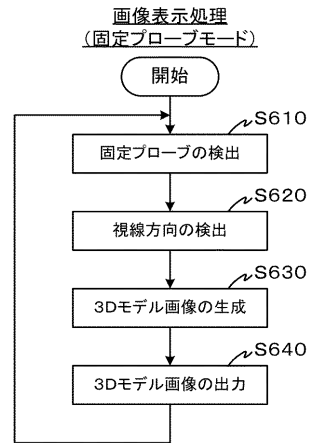 画像表示処理
（固定プローブモード）
開始
S610
固定プローブの検出
S620
視線方向の検出
S630
3Dモデル画像の生成
S640
3Dモデル画像の出力